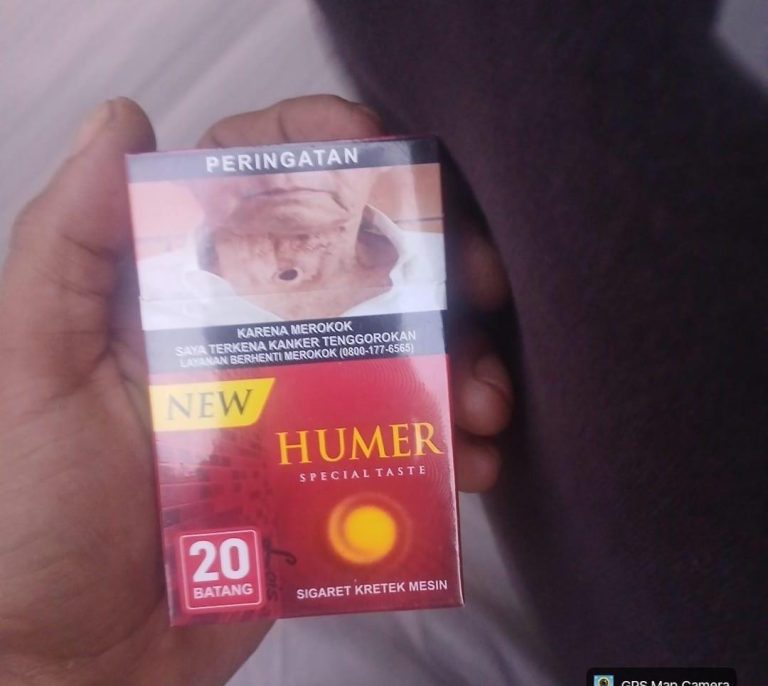 PERINGATAN
KARENA MEROKOK
SAYA TERKENA KANKER TENGGOROKAN
LAYANAN BERHENTI MEROKOK (0800-177-6565)
NEW
HUMER
SPECIAL TASTE
20
BATANG
SIGARET KRETEK MESIN
GPS Map Camera